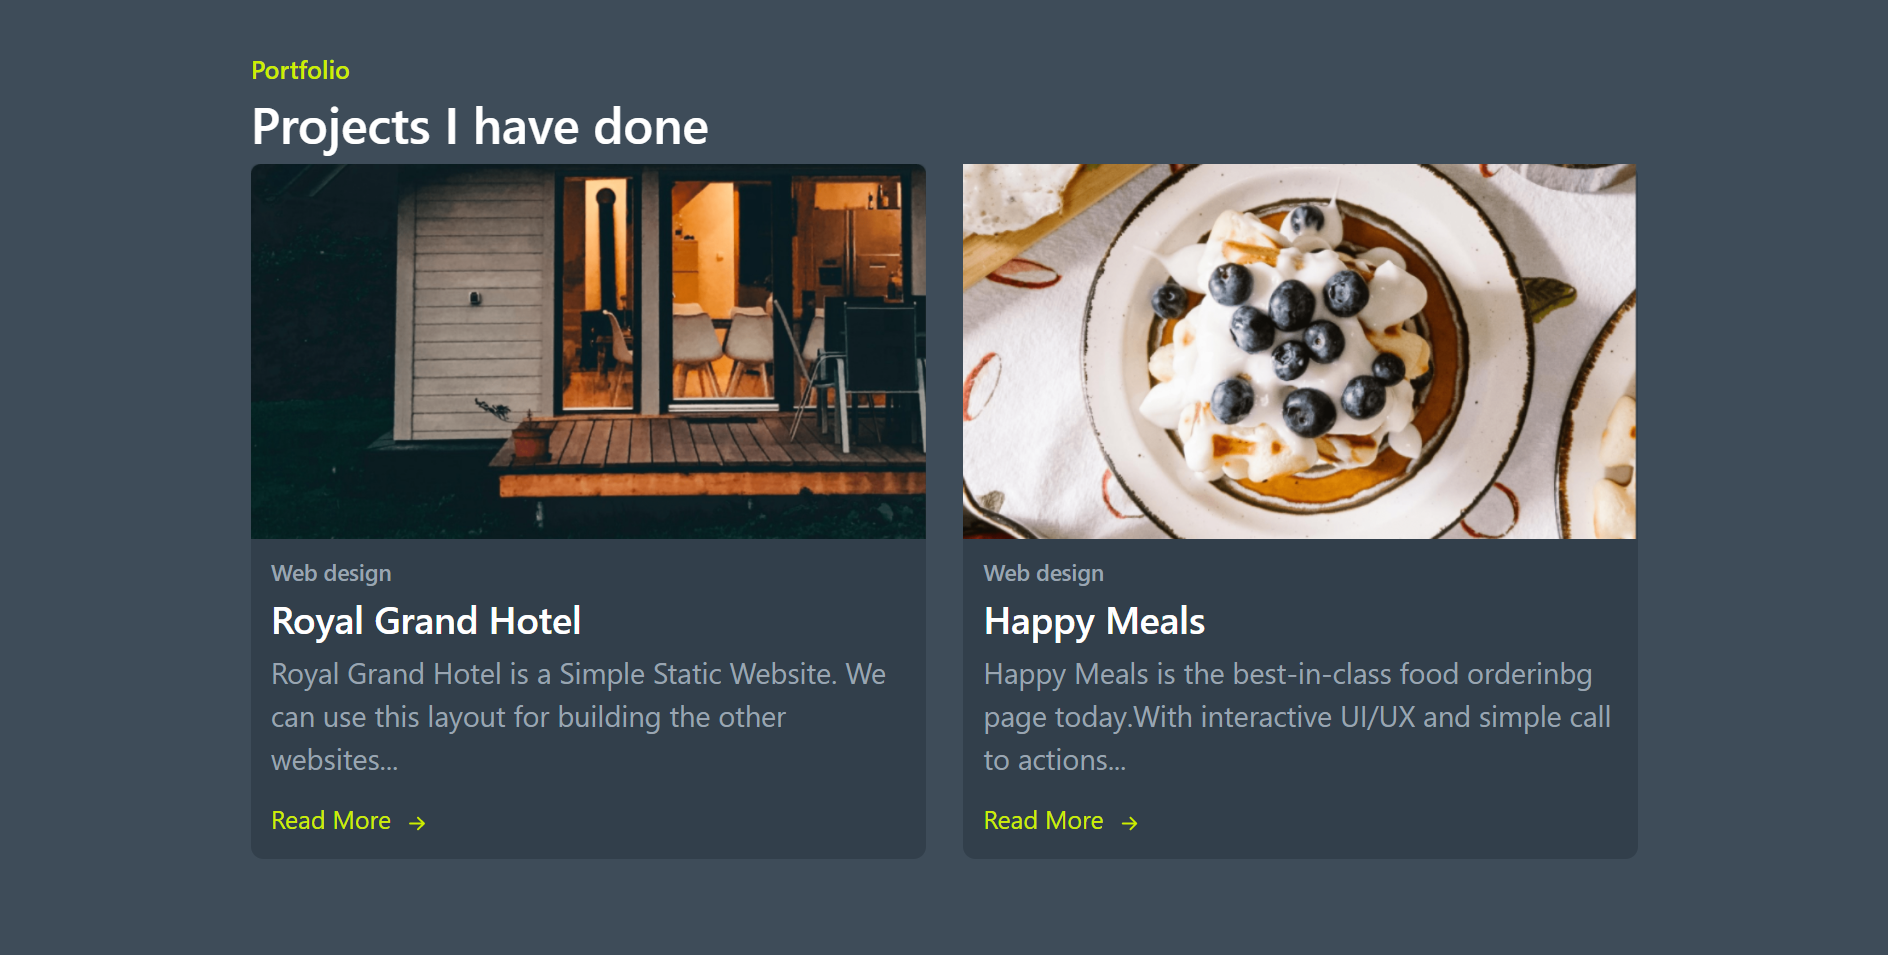 Portfolio
Projects I have done
Web design
Royal Grand Hotel
Royal Grand Hotel is a Simple Static Website. We
can use this layout for building the other
websites...
Read More →
Web design
Happy Meals
Happy Meals is the best-in-class food orderinbg
page today.With interactive UI/UX and simple call
to actions...
Read More →